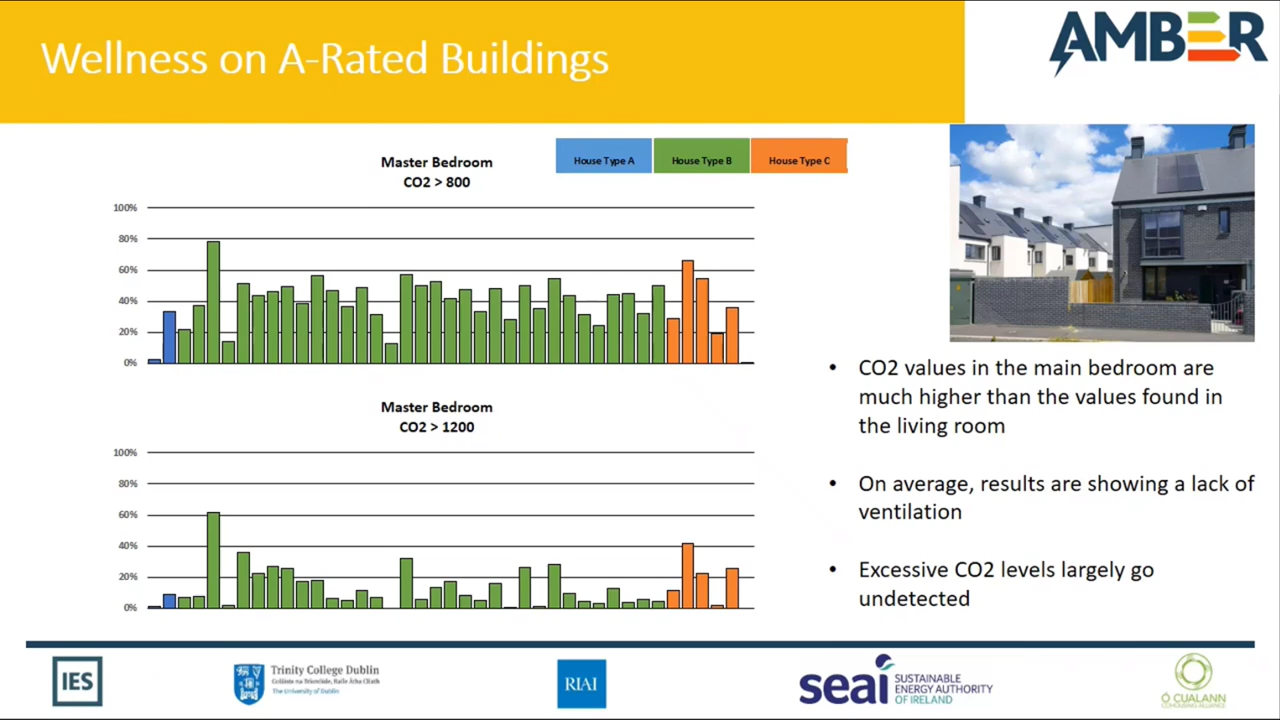 Wellness on A-Rated Buildings
AMBER
Master Bedroom
CO2 > 800
House Type A
House Type B
House Type C
100%
80%
60%
40%
20%
0%
Master Bedroom
CO2 > 1200
100%
80%
60%
40%
20%
0%
• CO2 values in the main bedroom are
much higher than the values found in
the living room
• On average, results are showing a lack of
ventilation
• Excessive CO2 levels largely go
undetected
IES
Trinity College Dublin
Coláiste na Tríonóide, Baile Átha Cliath
The University of Dublin
RIAI
seai
SUSTAINABLE
ENERGY AUTHORITY
OF IRELAND
Ó CUALANN
COHOUSING ALLIANCE